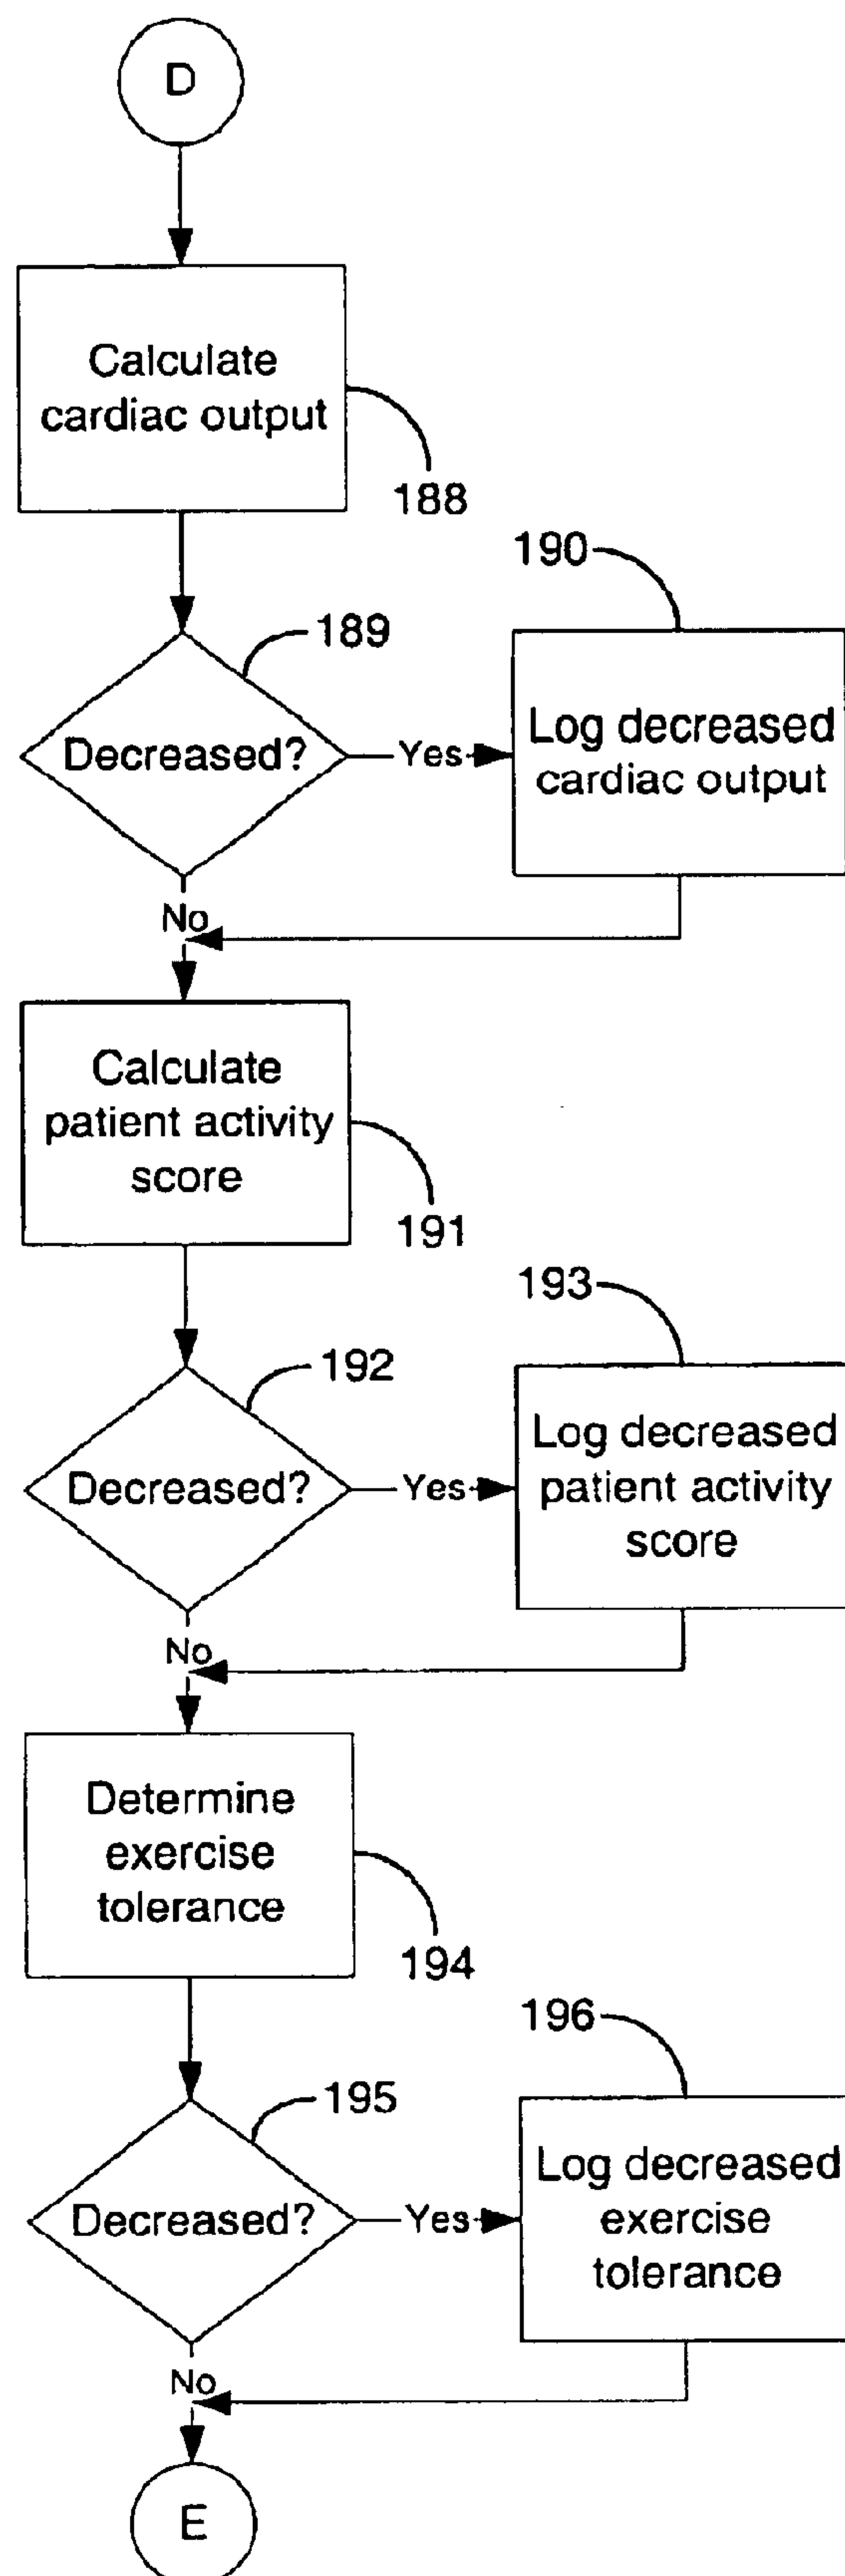 D
Calculate
cardiac output
188
189
190
Decreased?
Yes
Log decreased
cardiac output
No
Calculate
patient activity
score
191
192
193
Decreased?
Yes
Log decreased
patient activity
score
No
Determine
exercise
tolerance
194
195
196
Decreased?
Yes
Log decreased
exercise
tolerance
No
E